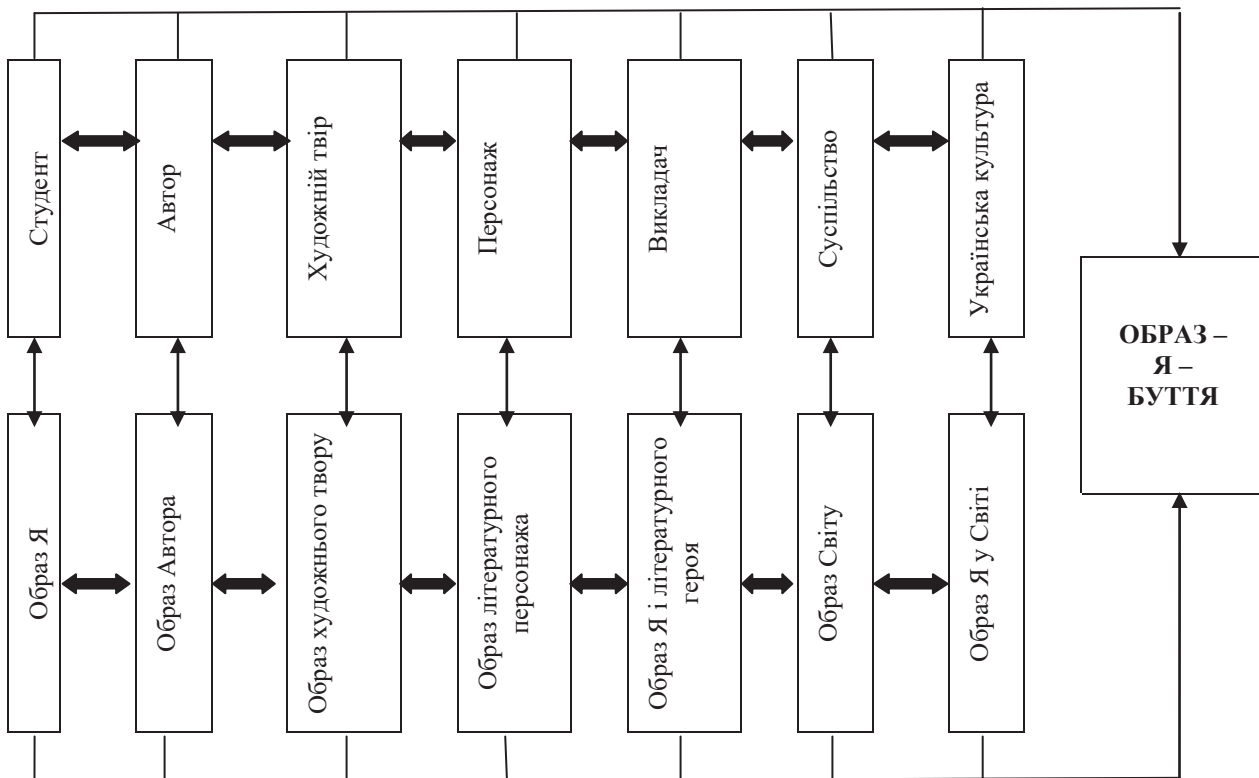 Студент
Автор
Художній твір
Персонаж
Викладач
Суспільство
Українська культура
ОБРАЗ –
Я –
БУТТЯ
Образ Я
Образ Автора
Образ художнього твору
Образ літературного
персонажа
Образ Я і літературного
героя
Образ Світу
Образ Я у Світі